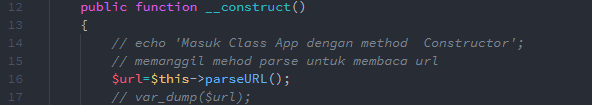 12 public function __construct()
13 {
14 // echo 'Masuk Class App dengan method  Constructor';
15 // memanggil mehod parse untuk membaca url
16 $url=$this->parseURL();
17 // var_dump($url);